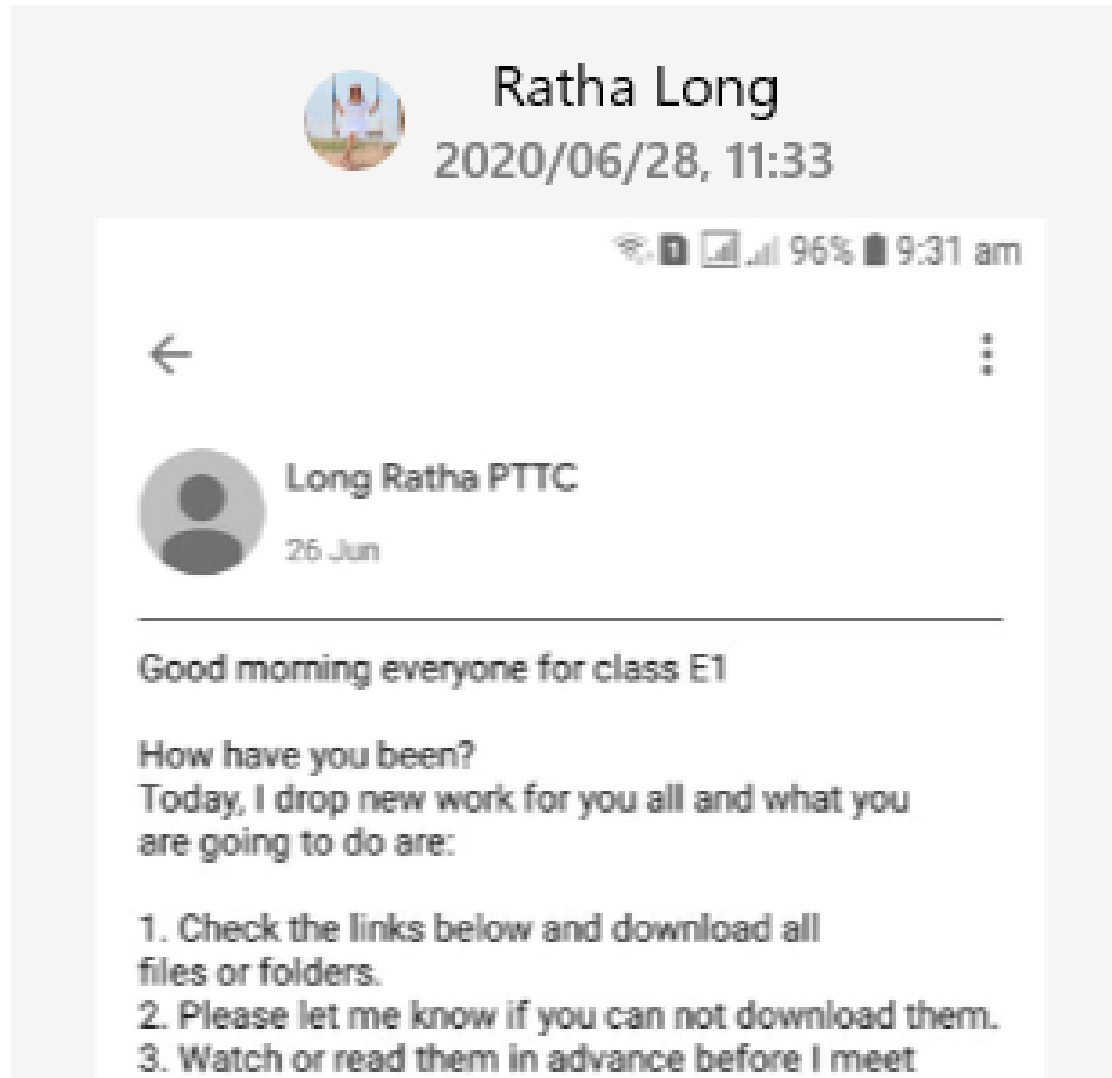 Ratha Long
2020/06/28, 11:33
96% 9:31 am
Long Ratha PTTC
26 Jun
Good morning everyone for class E1
How have you been?
Today, I drop new work for you all and what you
are going to do are:
1. Check the links below and download all
files or folders.
2. Please let me know if you can not download them.
3. Watch or read them in advance before I meet